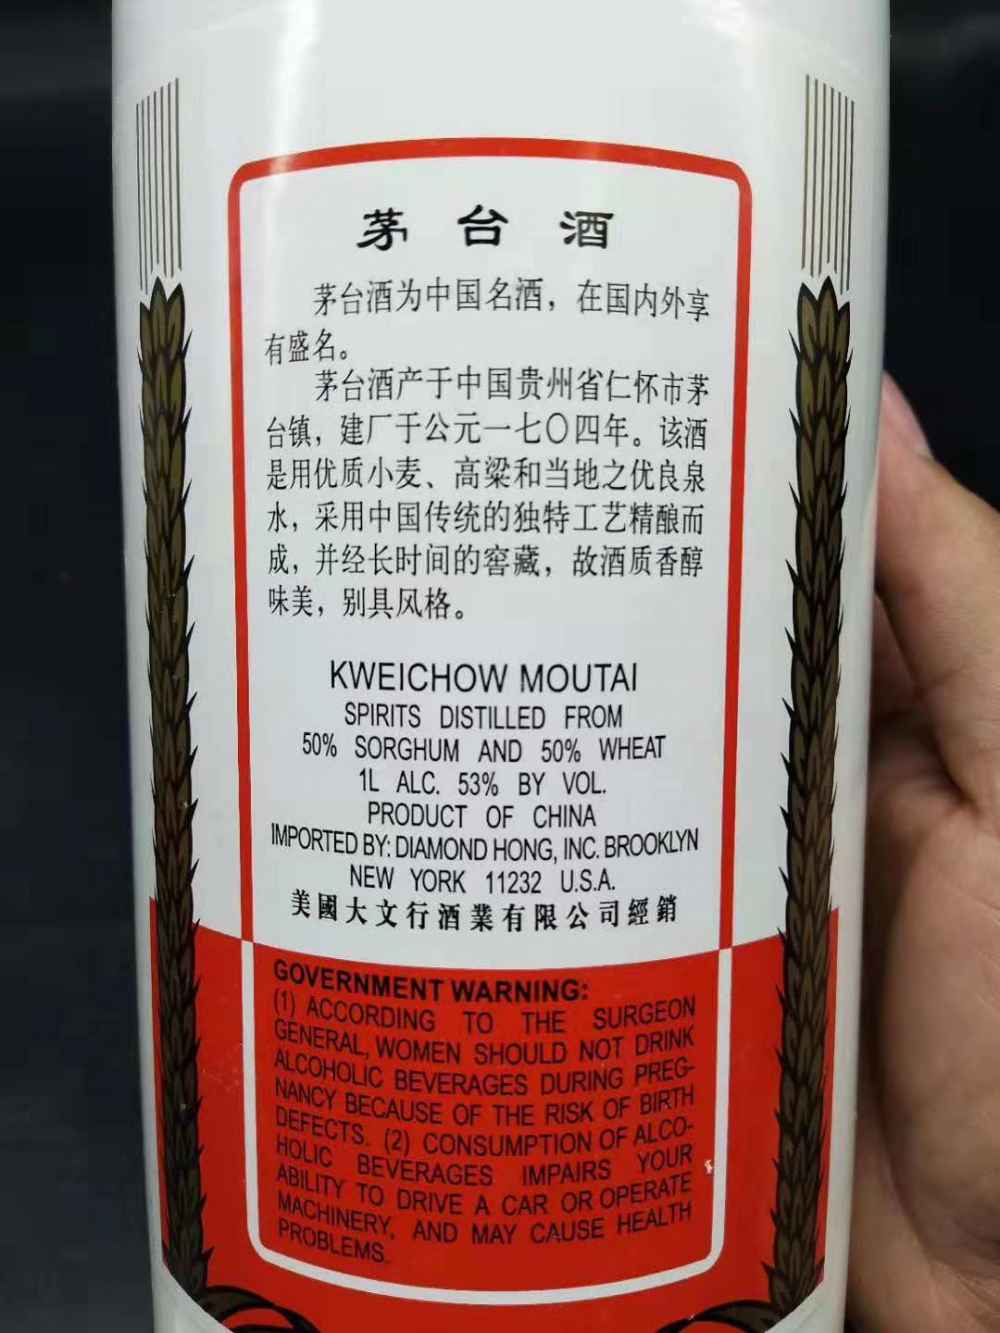 茅台酒
茅台酒为中国名酒，在国内外享
有盛名。
茅台酒产于中国贵州省仁怀市茅
台镇，建厂于公元一七〇四年。该酒
是用优质小麦、高粱和当地之优良泉
水，采用中国传统的独特工艺精酿而
成，并经长时间的窖藏，故酒质香醇
味美，别具风格。
KWEICHOW MOUTAI
SPIRITS DISTILLED FROM
50% SORGHUM AND 50% WHEAT
1L ALC. 53% BY VOL.
PRODUCT OF CHINA
IMPORTED BY: DIAMOND HONG, INC. BROOKLYN
NEW YORK 11232 U.S.A.
美國大文行酒業有限公司經銷
GOVERNMENT WARNING:
(1) ACCORDING TO THE SURGEON
GENERAL, WOMEN SHOULD NOT DRINK
ALCOHOLIC BEVERAGES DURING PREG-
NANCY BECAUSE OF THE RISK OF BIRTH
DEFECTS. (2) CONSUMPTION OF ALCO-
HOLIC BEVERAGES IMPAIRS YOUR
ABILITY TO DRIVE A CAR OR OPERATE
MACHINERY, AND MAY CAUSE HEALTH
PROBLEMS.